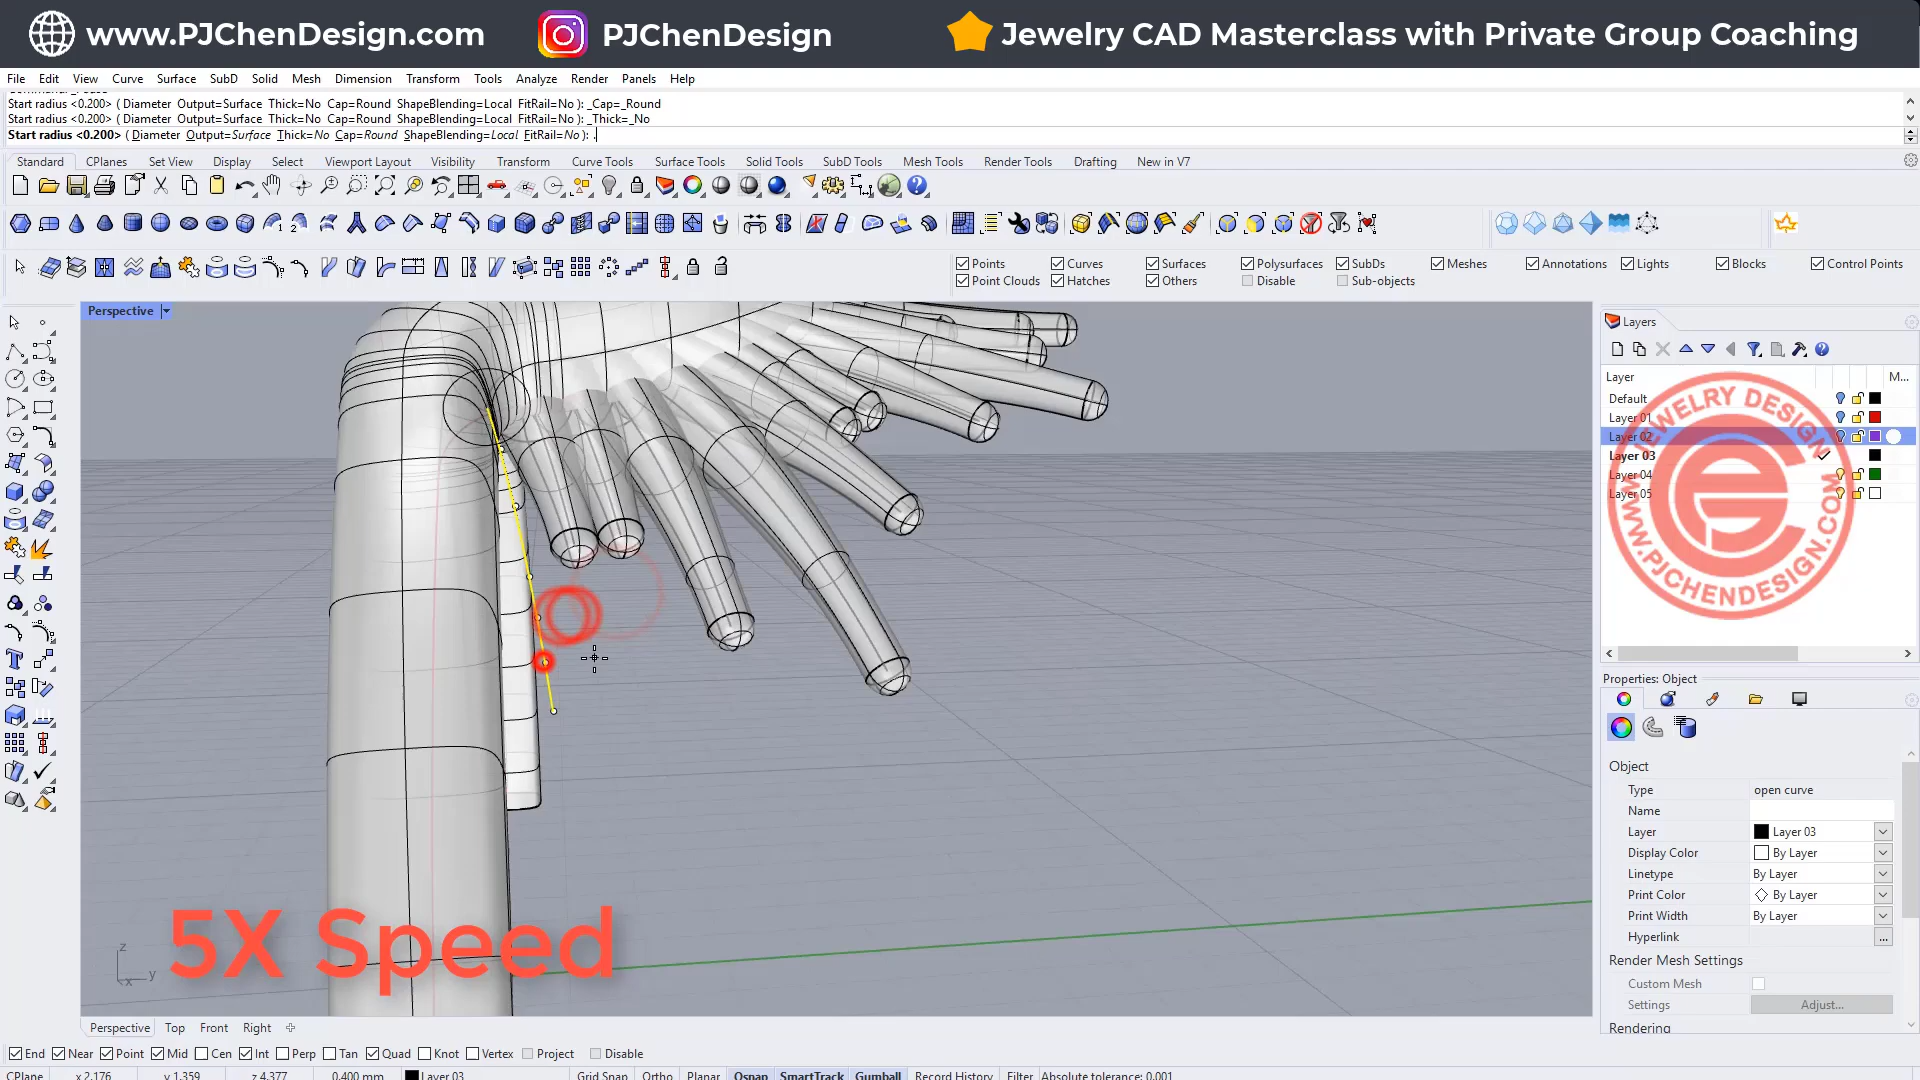 www.PJChenDesign.com PJChenDesign Jewelry CAD Masterclass with Private Group Coaching
File Edit View Curve Surface SubD Solid Mesh Dimension Transform Tools Analyze Render Panels Help
Start radius <0.200> ( Diameter Output=Surface Thick=No Cap=Round ShapeBlending=Local FitRail=No ): _Cap=_Round
Start radius <0.200> ( Diameter Output=Surface Thick=No Cap=Round ShapeBlending=Local FitRail=No ): _Thick=_No
Start radius <0.200> ( Diameter Output=Surface Thick=No Cap=Round ShapeBlending=Local FitRail=No ): .
Standard CPlanes Set View Display Select Viewport Layout Visibility Transform Curve Tools Surface Tools Solid Tools SubD Tools Mesh Tools Render Tools Drafting New in V7
Points Curves Surfaces Polysurfaces SubDs Meshes Annotations Lights Blocks Control Points
Point Clouds Hatches Others Disable Sub-objects
Perspective
Layers
Layer M...
Default
Layer 01
Layer 02
Layer 03
Layer 04
Layer 05
JEWELRY DESIGN
WWW.PJCHENDESIGN.COM
Properties: Object
Object
Type open curve
Name
Layer Layer 03
Display Color By Layer
Linetype By Layer
Print Color By Layer
Print Width By Layer
Hyperlink ...
Render Mesh Settings
Custom Mesh
Settings Adjust...
Rendering
5X Speed
z
y
x
Perspective Top Front Right
End Near Point Mid Cen Int Perp Tan Quad Knot Vertex Project Disable
CPlane x 2.176 y 1.359 z 4.377 0.400 mm Layer 03 Grid Snap Ortho Planar Osnap SmartTrack Gumball Record History Filter Absolute tolerance: 0.001